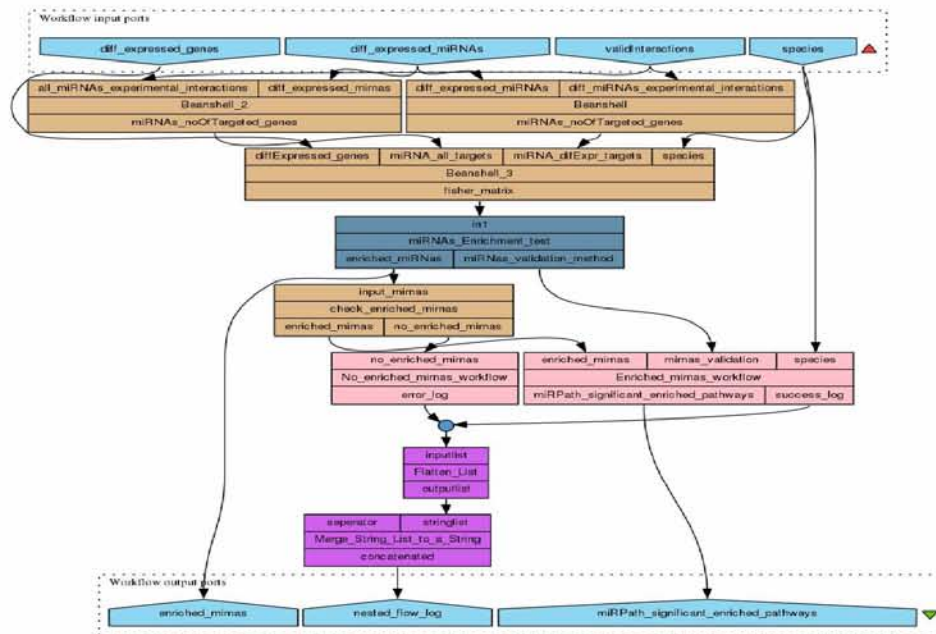 Workflow input ports
diff_expressed_genes diff_expressed_miRNAs validInteractions species
all_miRNAs_experimental_interactions diff_expressed_mirnas diff_expressed_miRNAs diff_miRNAs_experimental_interactions
Beanshell_2 Beanshell
miRNAs_noOfTargeted_genes miRNAs_noOfTargeted_genes
diffExpressed_genes miRNA_all_targets miRNA_difExpr_targets species
Beanshell_3
fisher_matrix
in1
miRNAs_Enrichment_test
enriched_miRNas miRNas_validation_method
input_mirnas
check_enriched_mirnas
enriched_mirnas no_enriched_mirnas
no_enriched_mirnas enriched_mirnas mirnas_validation species
No_enriched_mirnas_workflow Enriched_mirnas_workflow
error_log miRPath_significant_enriched_pathways success_log
inputlist
Flatten_List
outputlist
seperator stringlist
Merge_String_List_to_a_String
concatenated
Workflow output ports
enriched_mirnas nested_flow_log miRPath_significant_enriched_pathways